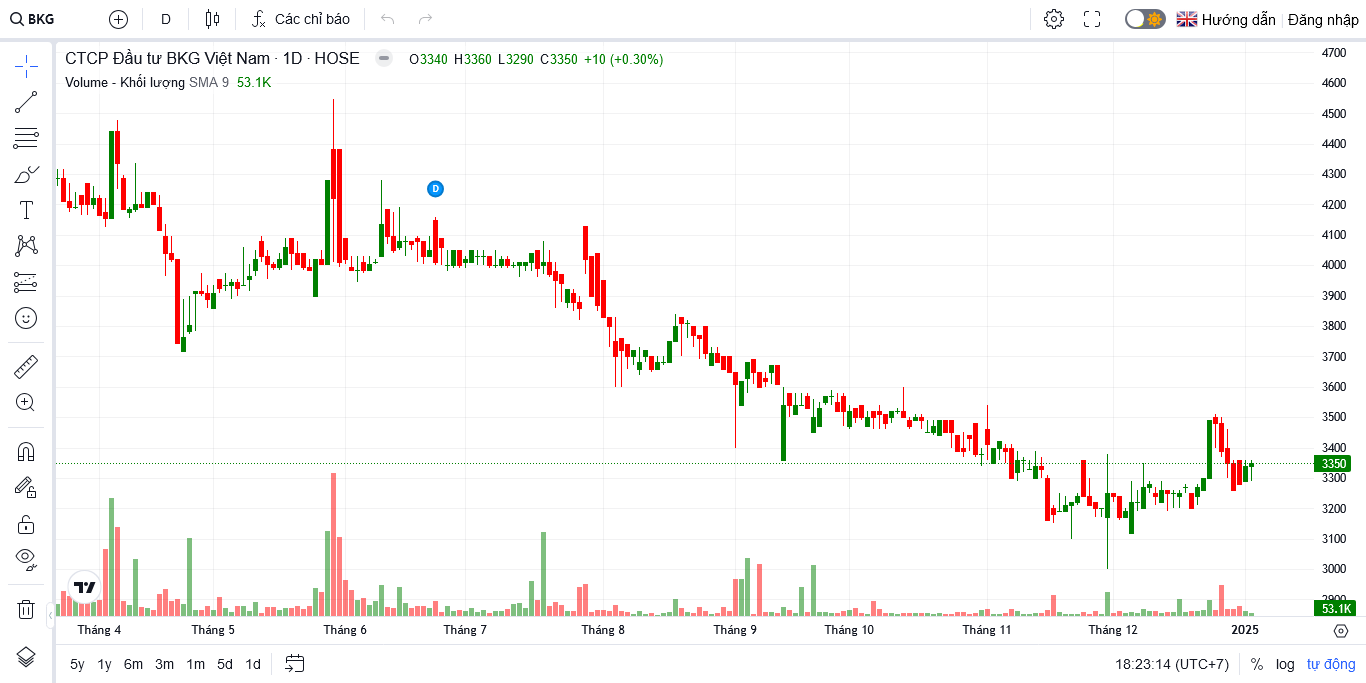 BKG D Các chỉ báo Hướng dẫn Đăng nhập
CTCP Đầu tư BKG Việt Nam · 1D · HOSE O3340 H3360 L3290 C3350 +10 (+0.30%)
Volume - Khối lượng SMA 9 53.1K
D
4700
4600
4500
4400
4300
4200
4100
4000
3900
3800
3700
3600
3500
3400
3350
3300
3200
3100
3000
2900
53.1K
Tháng 4 Tháng 5 Tháng 6 Tháng 7 Tháng 8 Tháng 9 Tháng 10 Tháng 11 Tháng 12 2025
5y 1y 6m 3m 1m 5d 1d 18:23:14 (UTC+7) % log tự động